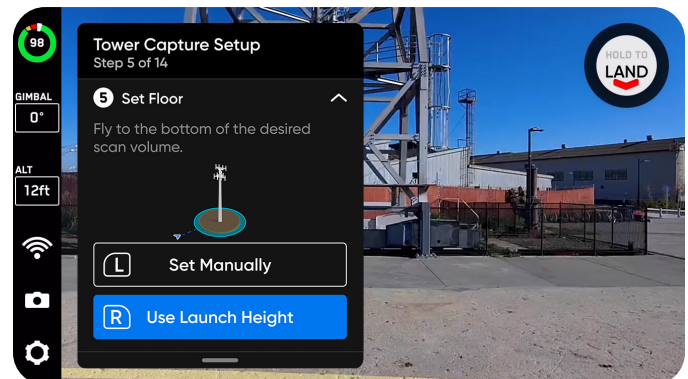 98
GIMBAL
0°
ALT
12ft
Tower Capture Setup
Step 5 of 14
5 Set Floor
Fly to the bottom of the desired
scan volume.
L Set Manually
R Use Launch Height
HOLD TO
LAND